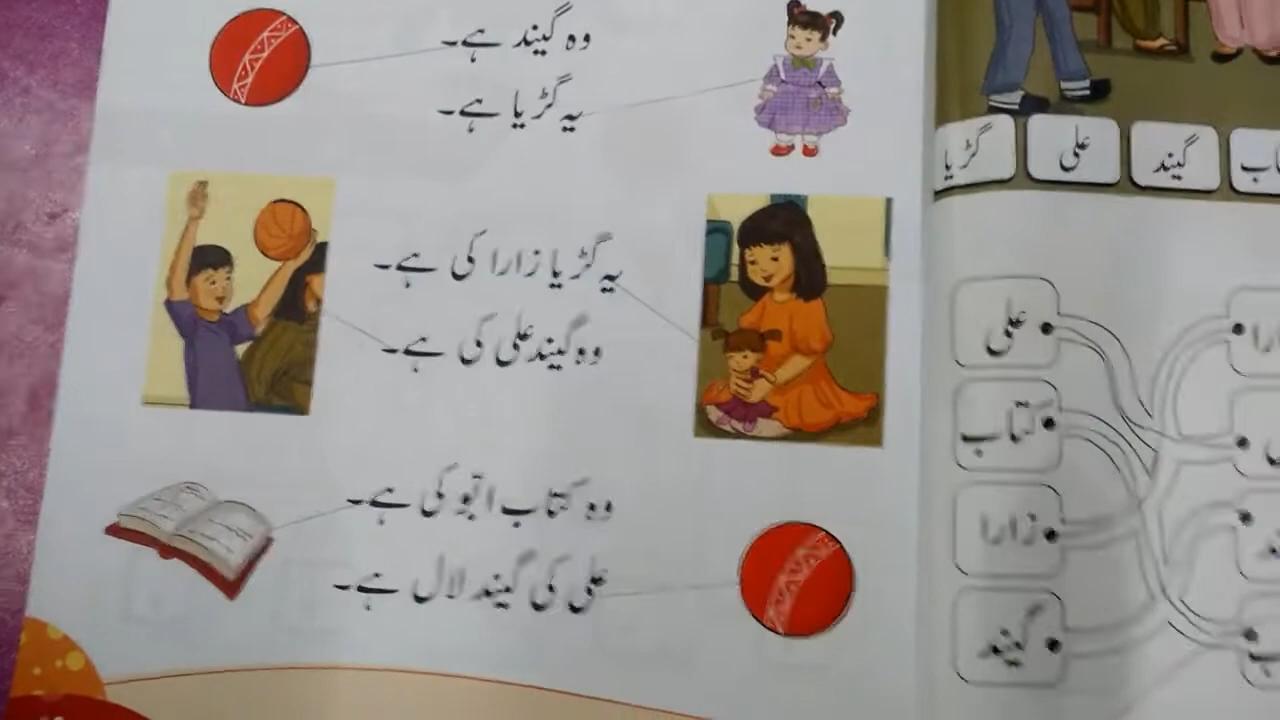 وہ گیند ہے۔
یہ گڑیا ہے۔
یہ گڑیا زارا کی ہے۔
وہ گیند علی کی ہے۔
وہ کتاب ابّو کی ہے۔
علی کی گیند لال ہے۔
گڑیا
علی
گیند
علی
کتاب
زارا
گیند